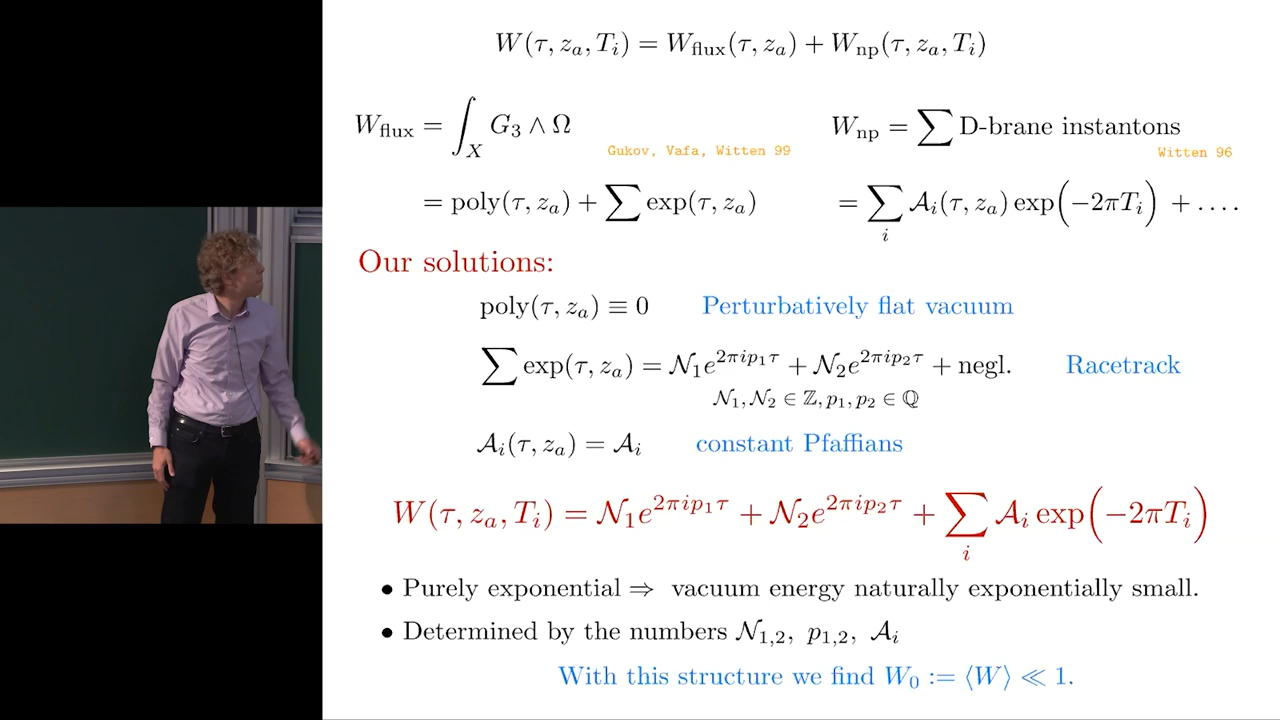 W(τ, z_a, T_i) = W_flux(τ, z_a) + W_np(τ, z_a, T_i)
W_flux = ∫_X G_3 ∧ Ω
Gukov, Vafa, Witten 99
= poly(τ, z_a) + ∑ exp(τ, z_a)
W_np = ∑ D-brane instantons
Witten 96
= ∑_i 𝒜_i(τ, z_a) exp(−2πT_i) + ....
Our solutions:
poly(τ, z_a) ≡ 0 Perturbatively flat vacuum
∑ exp(τ, z_a) = 𝒩_1 e^{2πip_1τ} + 𝒩_2 e^{2πip_2τ} + negl. Racetrack
𝒩_1, 𝒩_2 ∈ ℤ, p_1, p_2 ∈ ℚ
𝒜_i(τ, z_a) = 𝒜_i constant Pfaffians
W(τ, z_a, T_i) = 𝒩_1 e^{2πip_1τ} + 𝒩_2 e^{2πip_2τ} + ∑_i 𝒜_i exp(−2πT_i)
• Purely exponential ⇒ vacuum energy naturally exponentially small.
• Determined by the numbers 𝒩_{1,2}, p_{1,2}, 𝒜_i
With this structure we find W_0 := ⟨W⟩ ≪ 1.